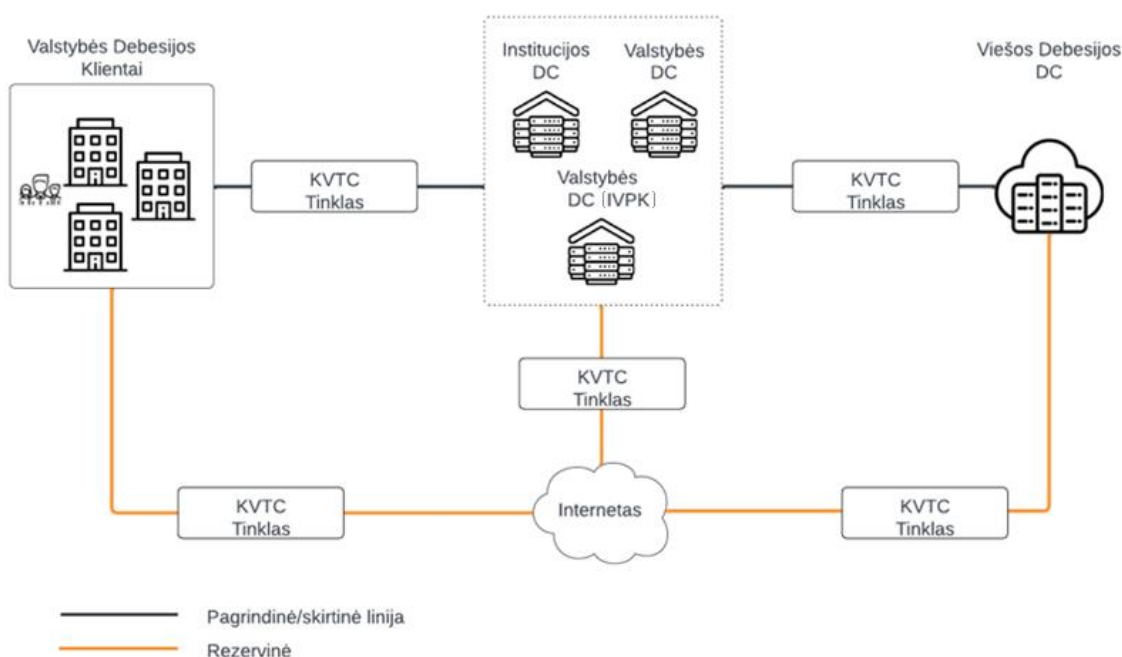 Valstybės Debesijos
Klientai
Institucijos
DC
Valstybės
DC
Viešos Debesijos
DC
KVTC
Tinklas
Valstybės
DC (IVPK)
KVTC
Tinklas
KVTC
Tinklas
KVTC
Tinklas
Internetas
KVTC
Tinklas
Pagrindinė/skirtinė linija
Rezervinė